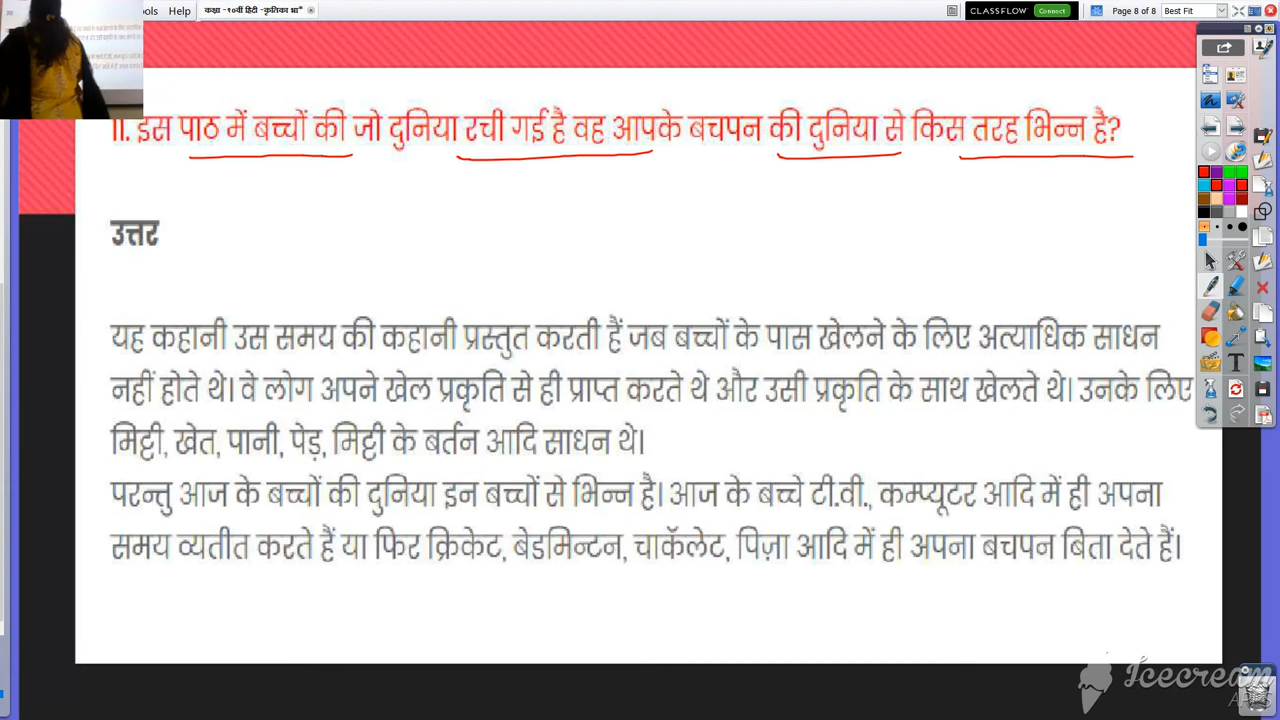 ols Help कक्षा -१०वीं हिंदी -कृतिका भा* CLASSFLOW Connect Page 8 of 8 Best Fit
II. इस पाठ में बच्चों की जो दुनिया रची गई है वह आपके बचपन की दुनिया से किस तरह भिन्न है?
उत्तर
यह कहानी उस समय की कहानी प्रस्तुत करती हैं जब बच्चों के पास खेलने के लिए अत्याधिक साधन
नहीं होते थे। वे लोग अपने खेल प्रकृति से ही प्राप्त करते थे और उसी प्रकृति के साथ खेलते थे। उनके लिए
मिट्टी, खेत, पानी, पेड़, मिट्टी के बर्तन आदि साधन थे।
परन्तु आज के बच्चों की दुनिया इन बच्चों से भिन्न है। आज के बच्चे टी.वी., कम्प्यूटर आदि में ही अपना
समय व्यतीत करते हैं या फिर क्रिकेट, बेडमिन्टन, चाकॅलेट, पिज़ा आदि में ही अपना बचपन बिता देते हैं।
Icecream
APPS